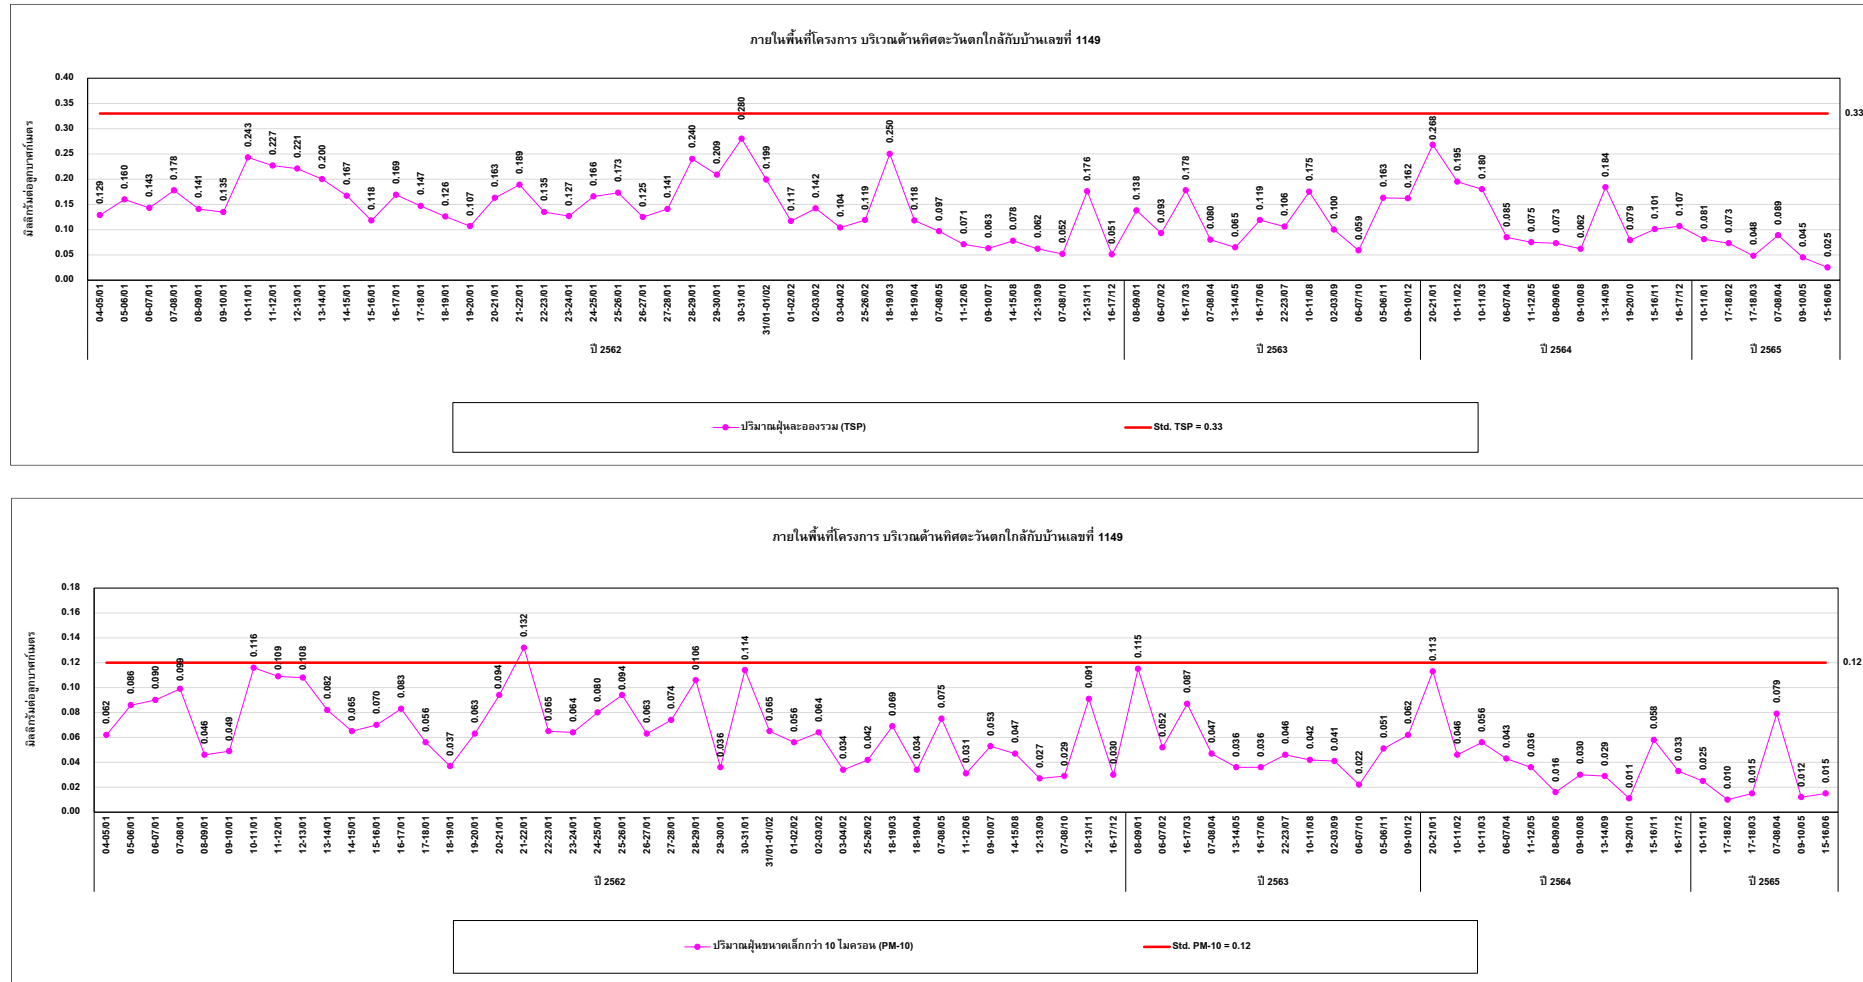 ภายในพื้นที่โครงการ บริเวณด้านทิศตะวันตกใกล้กับบ้านเลขที่ 1149
มิลลิกรัมต่อลูกบาศก์เมตร
0.40
0.35
0.30
0.25
0.20
0.15
0.10
0.05
0.00
0.129 0.160 0.143 0.178 0.141 0.135 0.243 0.227 0.221 0.200 0.167 0.118 0.169 0.147 0.126 0.107 0.163 0.189 0.135 0.127 0.166 0.173 0.125 0.141 0.240 0.209 0.280 0.199 0.117 0.142 0.104 0.119 0.250 0.118 0.097 0.071 0.063 0.078 0.062 0.052 0.176 0.051 0.138 0.093 0.178 0.080 0.065 0.119 0.106 0.175 0.100 0.059 0.163 0.162 0.268 0.195 0.180 0.085 0.075 0.073 0.062 0.184 0.079 0.101 0.107 0.081 0.073 0.048 0.089 0.045 0.025
0.33
04-05/01 05-06/01 06-07/01 07-08/01 08-09/01 09-10/01 10-11/01 11-12/01 12-13/01 13-14/01 14-15/01 15-16/01 16-17/01 17-18/01 18-19/01 19-20/01 20-21/01 21-22/01 22-23/01 23-24/01 24-25/01 25-26/01 26-27/01 27-28/01 28-29/01 29-30/01 30-31/01 31/01-01/02 01-02/02 02-03/02 03-04/02 25-26/02 18-19/03 18-19/04 07-08/05 11-12/06 09-10/07 14-15/08 12-13/09 07-08/10 12-13/11 16-17/12 08-09/01 06-07/02 16-17/03 07-08/04 13-14/05 16-17/06 22-23/07 10-11/08 02-03/09 06-07/10 05-06/11 09-10/12 20-21/01 10-11/02 10-11/03 06-07/04 11-12/05 08-09/06 09-10/08 13-14/09 19-20/10 15-16/11 16-17/12 10-11/01 17-18/02 17-18/03 07-08/04 09-10/05 15-16/06
ปี 2562 ปี 2563 ปี 2564 ปี 2565
ปริมาณฝุ่นละอองรวม (TSP) Std. TSP = 0.33
ภายในพื้นที่โครงการ บริเวณด้านทิศตะวันตกใกล้กับบ้านเลขที่ 1149
มิลลิกรัมต่อลูกบาศก์เมตร
0.18
0.16
0.14
0.12
0.10
0.08
0.06
0.04
0.02
0.00
0.062 0.086 0.090 0.099 0.046 0.049 0.116 0.109 0.108 0.082 0.065 0.070 0.083 0.056 0.037 0.063 0.094 0.132 0.065 0.064 0.080 0.094 0.063 0.074 0.106 0.036 0.114 0.065 0.056 0.064 0.034 0.042 0.069 0.034 0.075 0.031 0.053 0.047 0.027 0.029 0.091 0.030 0.115 0.052 0.087 0.047 0.036 0.036 0.046 0.042 0.041 0.022 0.051 0.062 0.113 0.046 0.056 0.043 0.036 0.016 0.030 0.029 0.011 0.058 0.033 0.025 0.010 0.015 0.079 0.012 0.015
0.12
04-05/01 05-06/01 06-07/01 07-08/01 08-09/01 09-10/01 10-11/01 11-12/01 12-13/01 13-14/01 14-15/01 15-16/01 16-17/01 17-18/01 18-19/01 19-20/01 20-21/01 21-22/01 22-23/01 23-24/01 24-25/01 25-26/01 26-27/01 27-28/01 28-29/01 29-30/01 30-31/01 31/01-01/02 01-02/02 02-03/02 03-04/02 25-26/02 18-19/03 18-19/04 07-08/05 11-12/06 09-10/07 14-15/08 12-13/09 07-08/10 12-13/11 16-17/12 08-09/01 06-07/02 16-17/03 07-08/04 13-14/05 16-17/06 22-23/07 10-11/08 02-03/09 06-07/10 05-06/11 09-10/12 20-21/01 10-11/02 10-11/03 06-07/04 11-12/05 08-09/06 09-10/08 13-14/09 19-20/10 15-16/11 16-17/12 10-11/01 17-18/02 17-18/03 07-08/04 09-10/05 15-16/06
ปี 2562 ปี 2563 ปี 2564 ปี 2565
ปริมาณฝุ่นขนาดเล็กกว่า 10 ไมครอน (PM-10) Std. PM-10 = 0.12